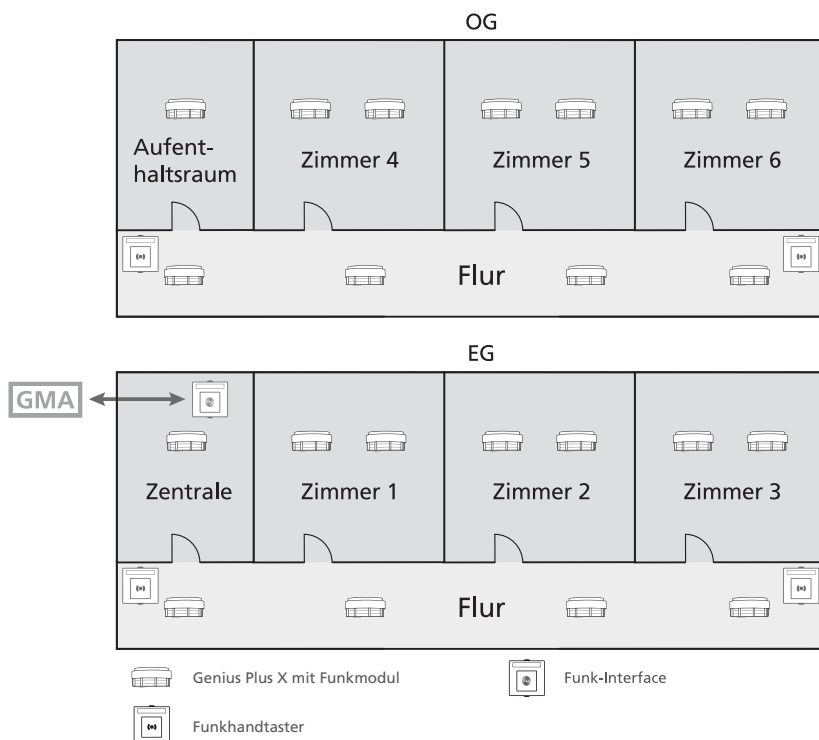 OG
Aufent-
haltsraum
Zimmer 4
Zimmer 5
Zimmer 6
Flur
EG
GMA
Zentrale
Zimmer 1
Zimmer 2
Zimmer 3
Flur
Genius Plus X mit Funkmodul
Funk-Interface
Funkhandtaster